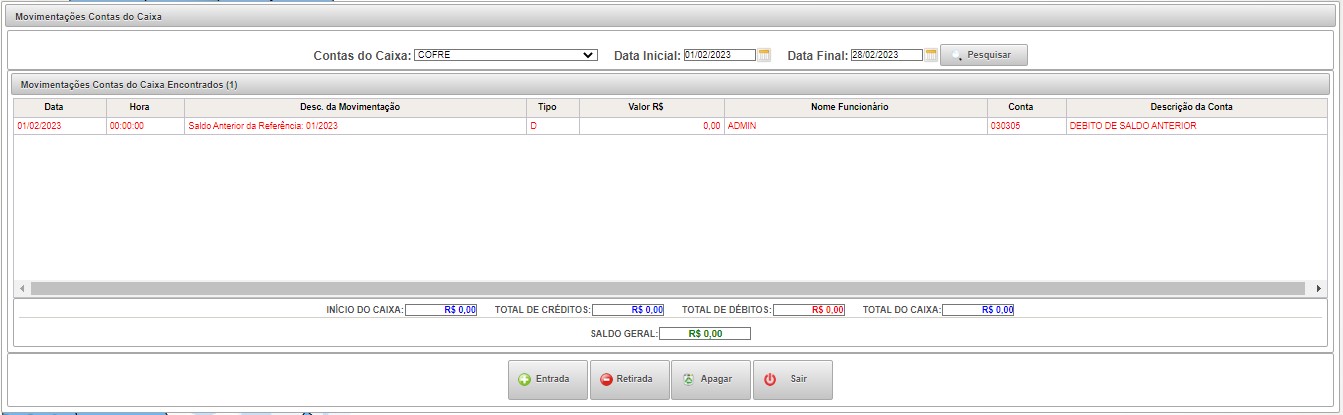 Movimentações Contas do Caixa
Contas do Caixa: COFRE Data Inicial: 01/02/2023 Data Final: 28/02/2023 Pesquisar
Movimentações Contas do Caixa Encontrados (1)
Data Hora Desc. da Movimentação Tipo Valor R$ Nome Funcionário Conta Descrição da Conta
01/02/2023 00:00:00 Saldo Anterior da Referência: 01/2023 D 0,00 ADMIN 030305 DEBITO DE SALDO ANTERIOR
INÍCIO DO CAIXA: R$ 0,00 TOTAL DE CRÉDITOS: R$ 0,00 TOTAL DE DÉBITOS: R$ 0,00 TOTAL DO CAIXA: R$ 0,00
SALDO GERAL: R$ 0,00
Entrada Retirada Apagar Sair